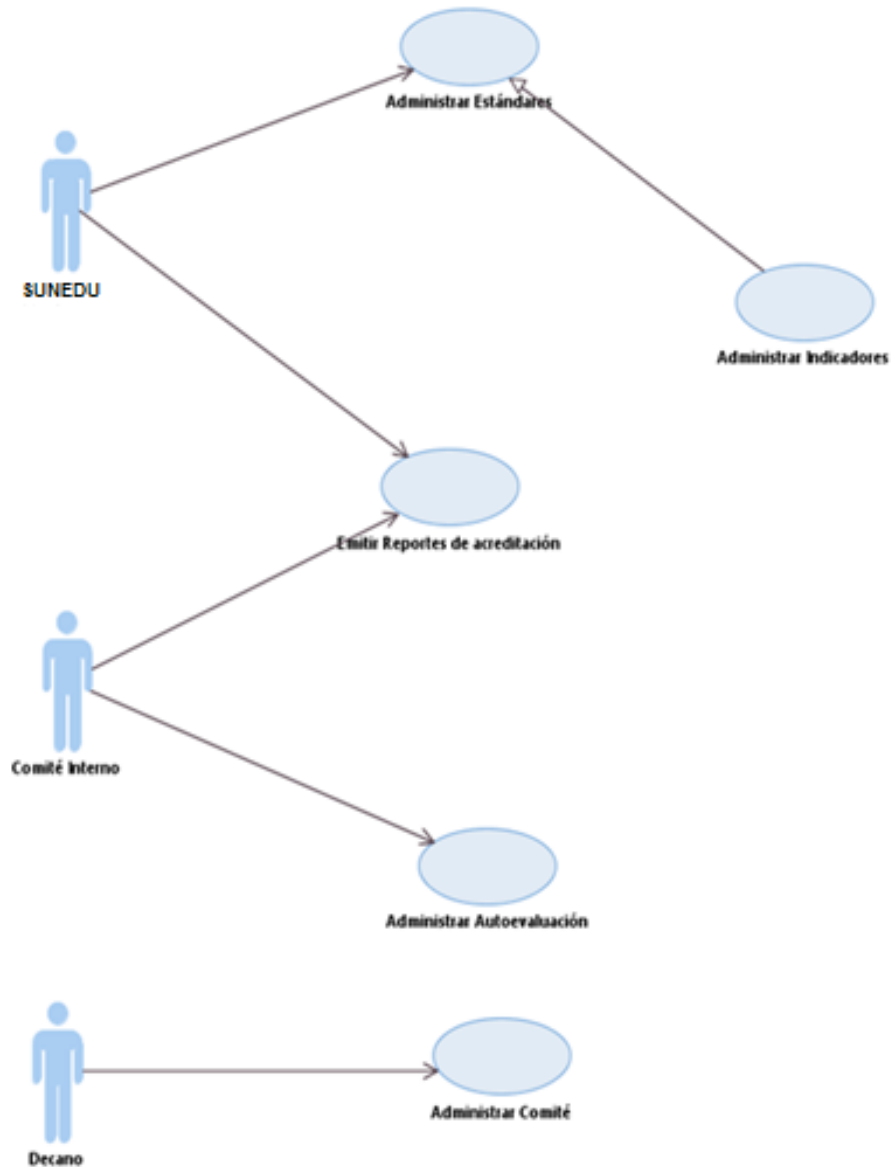 Administrar Estándares
SUNEDU
Administrar Indicadores
Emitir Reportes de acreditación
Comité Interno
Administrar Autoevaluación
Administrar Comité
Decano